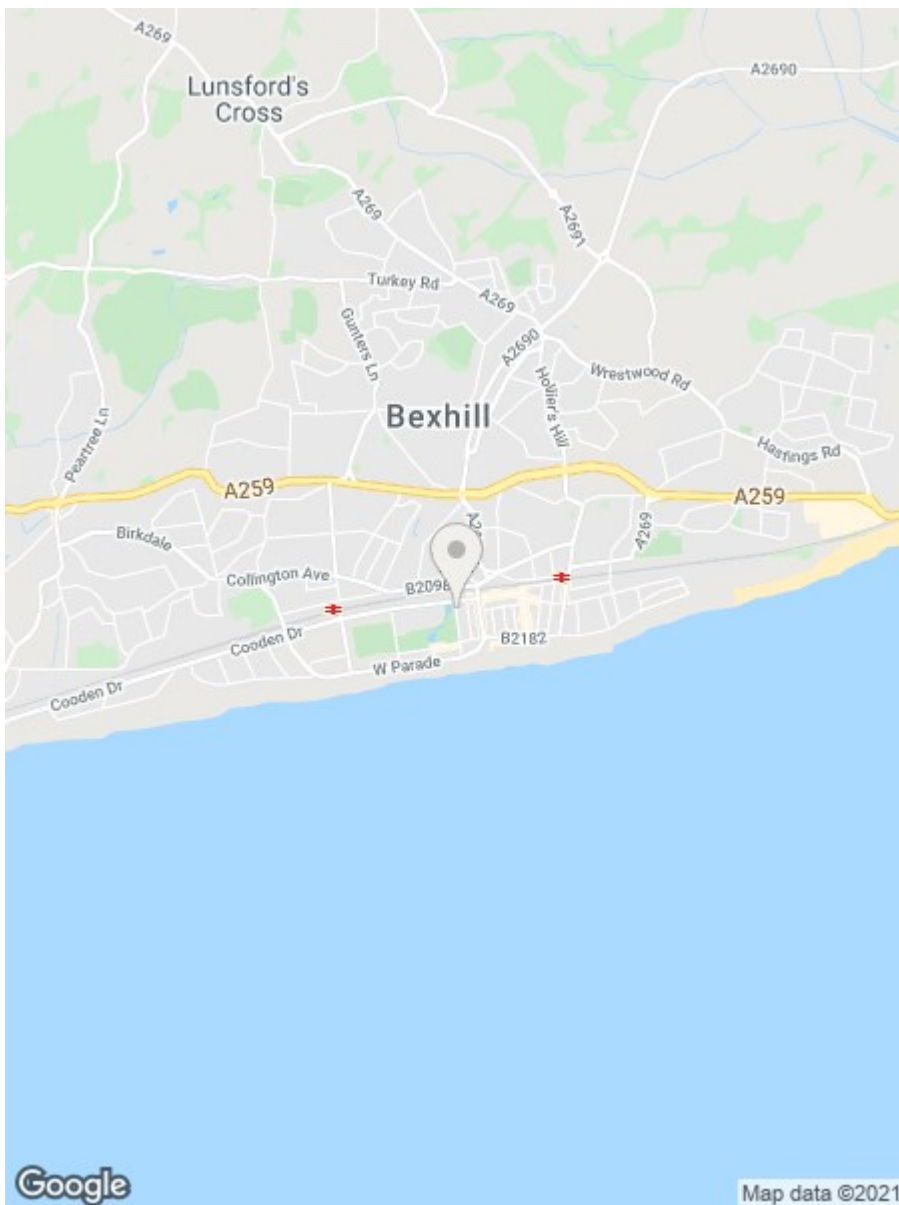 A269
A2690
Lunsford's
Cross
A269
A2691
Turkey Rd
A269
Gunters Ln
A2690
Wrestwood Rd
Hollier's Hill
Bexhill
Hastings Rd
Peartree Ln
A259
A259
Birkdale
A269
Collington Ave
B2098
Cooden Dr
B2182
W Parade
Cooden Dr
Google
Map data ©2021